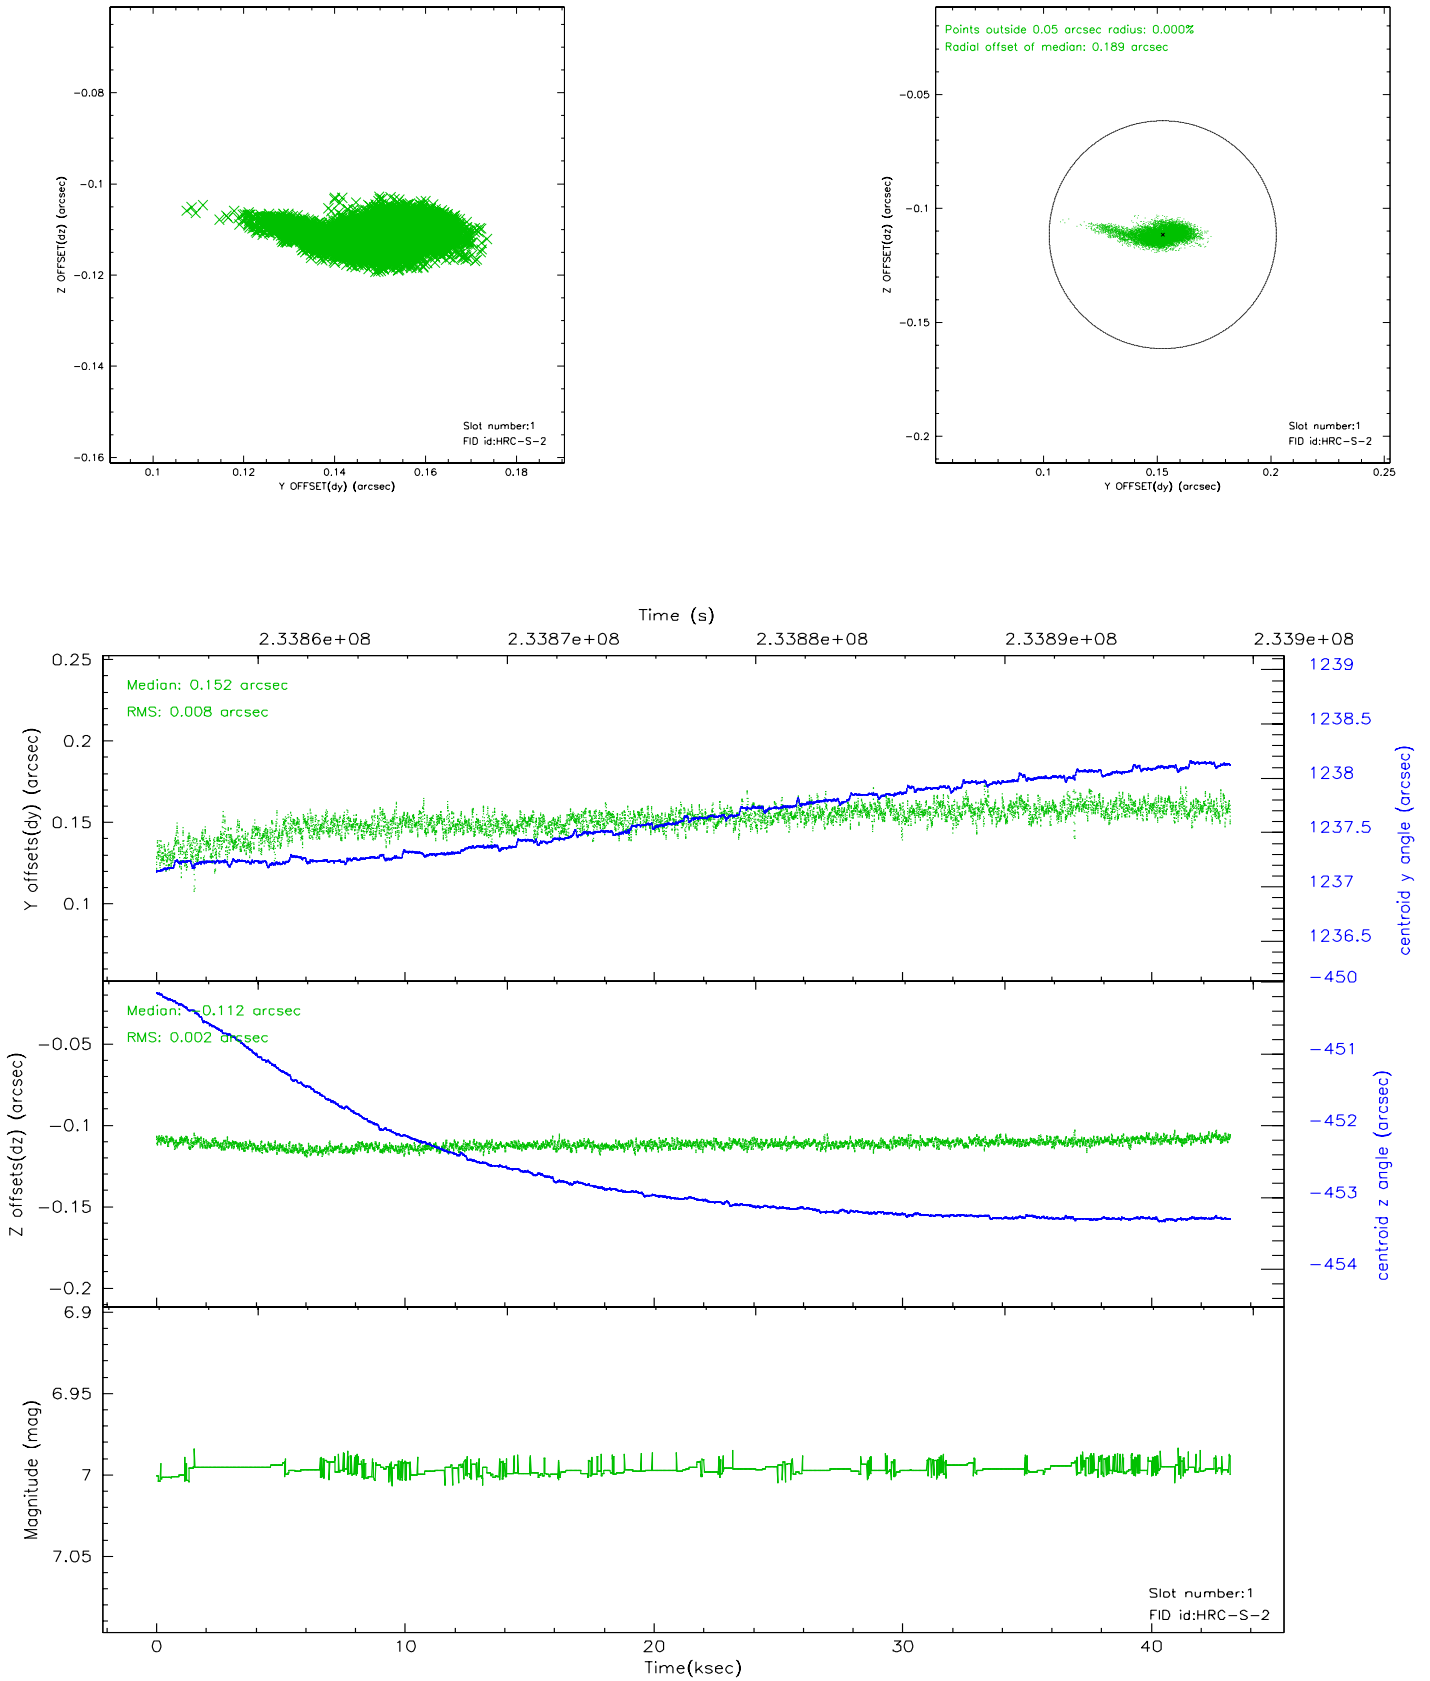 Points outside 0.05 arcsec radius: 0.000%
Radial offset of median: 0.189 arcsec
-0.08
-0.1
-0.12
-0.14
-0.16
Z OFFSET(dz) (arcsec)
Slot number:1
FID id:HRC-S-2
0.1 0.12 0.14 0.16 0.18
Y OFFSET(dy) (arcsec)
-0.05
-0.1
-0.15
-0.2
Z OFFSET(dz) (arcsec)
Slot number:1
FID id:HRC-S-2
0.1 0.15 0.2 0.25
Y OFFSET(dy) (arcsec)
Time (s)
2.3386e+08 2.3387e+08 2.3388e+08 2.3389e+08 2.339e+08
0.25
0.2
0.15
0.1
Y offsets(dy) (arcsec)
Median: 0.152 arcsec
RMS: 0.008 arcsec
1239
1238.5
1238
1237.5
1237
1236.5
centroid y angle (arcsec)
-0.05
-0.1
-0.15
-0.2
Z offsets(dz) (arcsec)
Median: -0.112 arcsec
RMS: 0.002 arcsec
-450
-451
-452
-453
-454
centroid z angle (arcsec)
6.9
6.95
7
7.05
Magnitude (mag)
Slot number:1
FID id:HRC-S-2
0 10 20 30 40
Time(ksec)